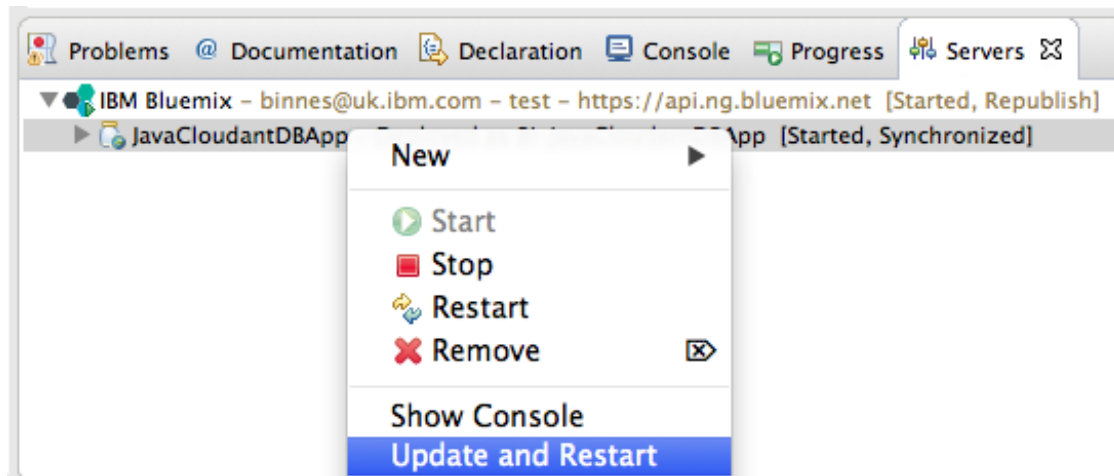 Problems @ Documentation Declaration Console Progress Servers
IBM Bluemix – binnes@uk.ibm.com – test – https://api.ng.bluemix.net [Started, Republish]
JavaCloudantDBApp App [Started, Synchronized]
New
Start
Stop
Restart
Remove
Show Console
Update and Restart